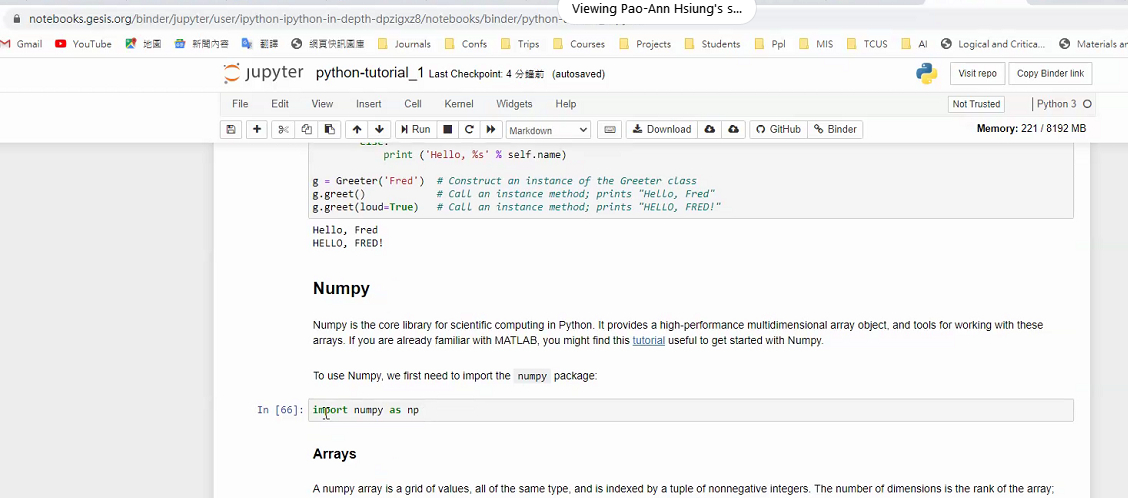 Viewing Pao-Ann Hsiung's s...
notebooks.gesis.org/binder/jupyter/user/ipython-ipython-in-depth-dpzigxz8/notebooks/binder/python-
Gmail YouTube 地圖 新聞內容 翻譯 網頁快訊圖庫 Journals Confs Trips Courses Projects Students Ppl MIS TCUS AI Logical and Critica... Materials an
jupyter python-tutorial_1 Last Checkpoint: 4 分鐘前 (autosaved) Visit repo Copy Binder link
File Edit View Insert Cell Kernel Widgets Help Not Trusted Python 3
Run Markdown Download GitHub Binder Memory: 221 / 8192 MB
else:
print ('Hello, %s' % self.name)
g = Greeter('Fred') # Construct an instance of the Greeter class
g.greet() # Call an instance method; prints "Hello, Fred"
g.greet(loud=True) # Call an instance method; prints "HELLO, FRED!"
Hello, Fred
HELLO, FRED!
Numpy
Numpy is the core library for scientific computing in Python. It provides a high-performance multidimensional array object, and tools for working with these
arrays. If you are already familiar with MATLAB, you might find this tutorial useful to get started with Numpy.
To use Numpy, we first need to import the numpy package:
In [66]: import numpy as np
Arrays
A numpy array is a grid of values, all of the same type, and is indexed by a tuple of nonnegative integers. The number of dimensions is the rank of the array;